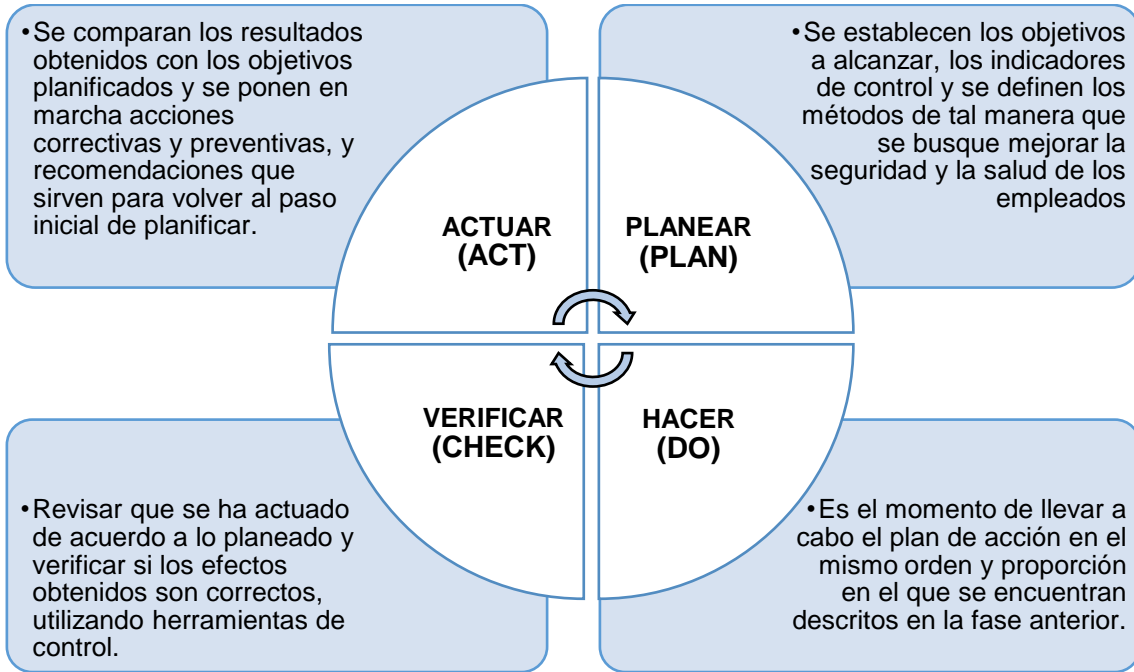 •Se comparan los resultados
obtenidos con los objetivos
planificados y se ponen en
marcha acciones
correctivas y preventivas, y
recomendaciones que
sirven para volver al paso
inicial de planificar.
•Se establecen los objetivos
a alcanzar, los indicadores
de control y se definen los
métodos de tal manera que
se busque mejorar la
seguridad y la salud de los
empleados
ACTUAR
(ACT)
PLANEAR
(PLAN)
VERIFICAR
(CHECK)
HACER
(DO)
•Revisar que se ha actuado
de acuerdo a lo planeado y
verificar si los efectos
obtenidos son correctos,
utilizando herramientas de
control.
•Es el momento de llevar a
cabo el plan de acción en el
mismo orden y proporción
en el que se encuentran
descritos en la fase anterior.